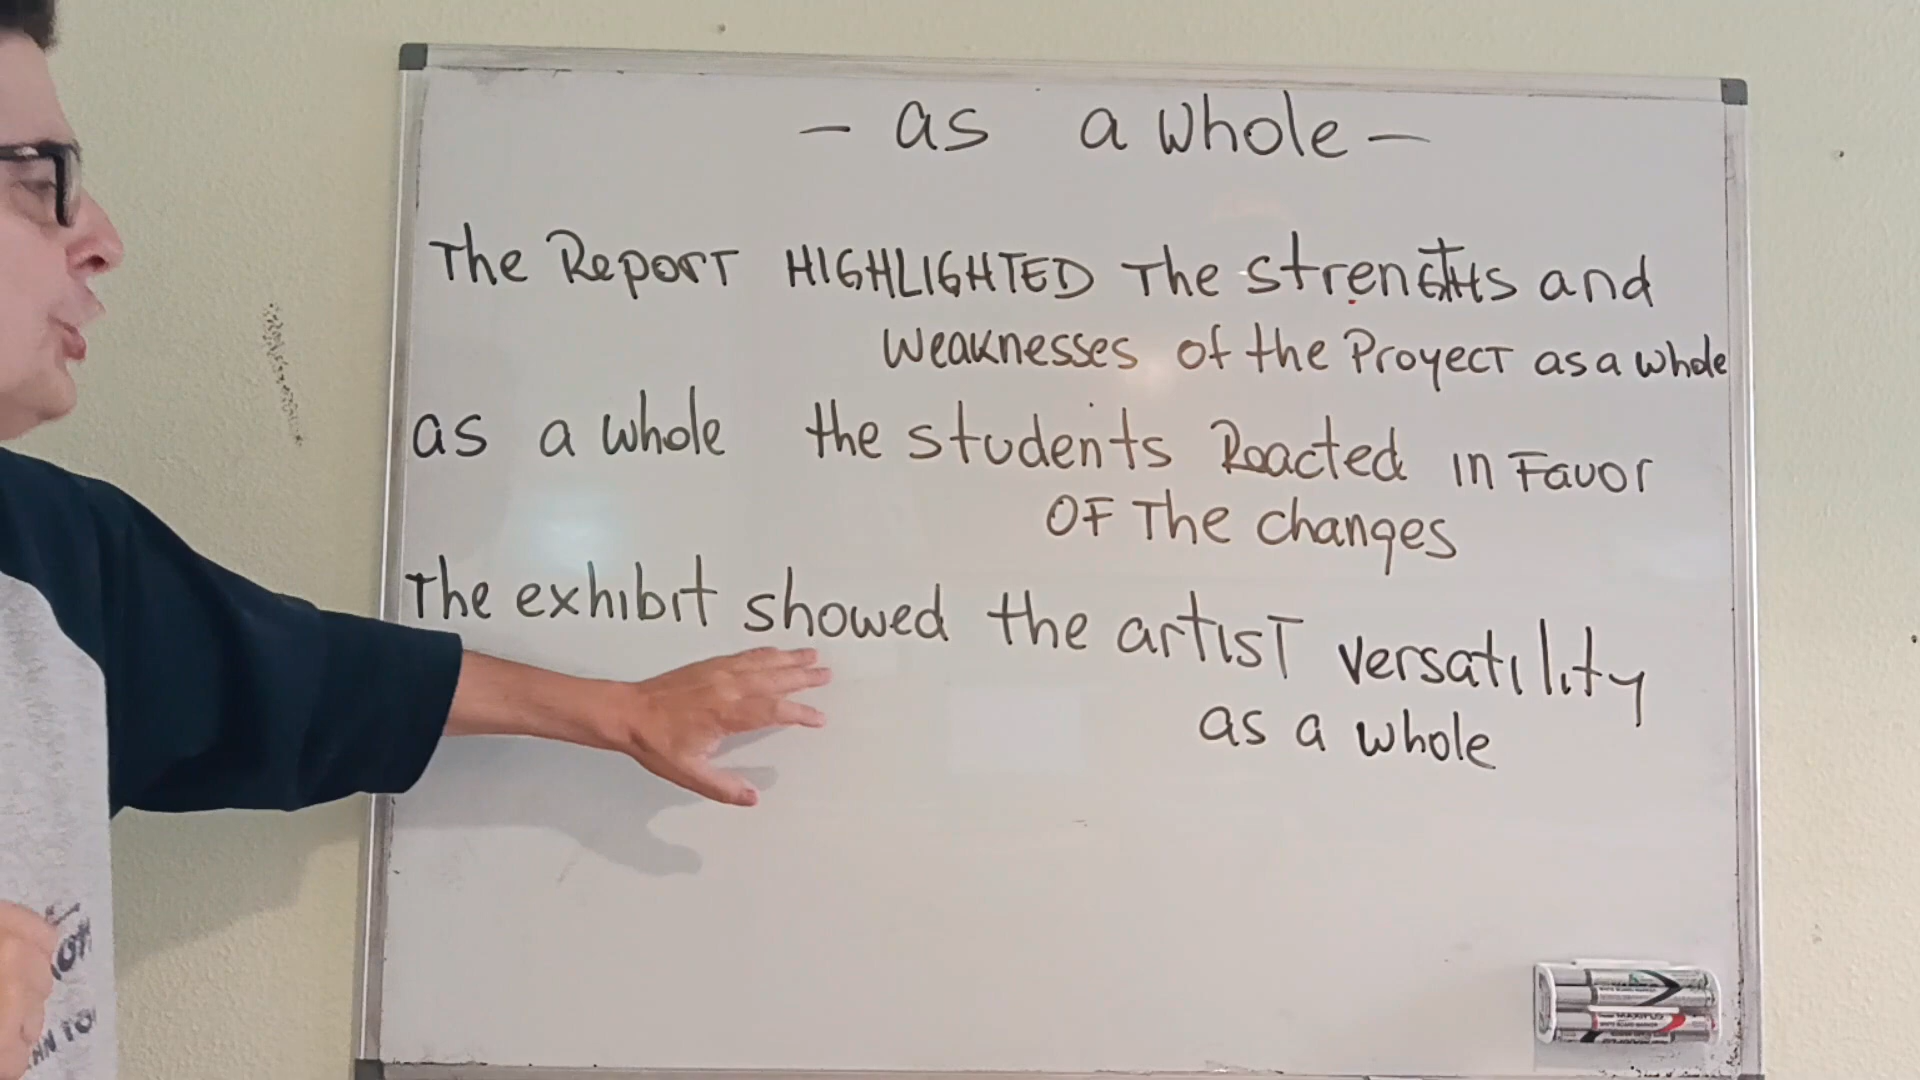 - as a whole -
The Report HIGHLIGHTED The strengths and
Weaknesses of the Proyect as a whole
as a whole the students Reacted in Favor
OF The changes
The exhibit showed the artist versatility
as a whole